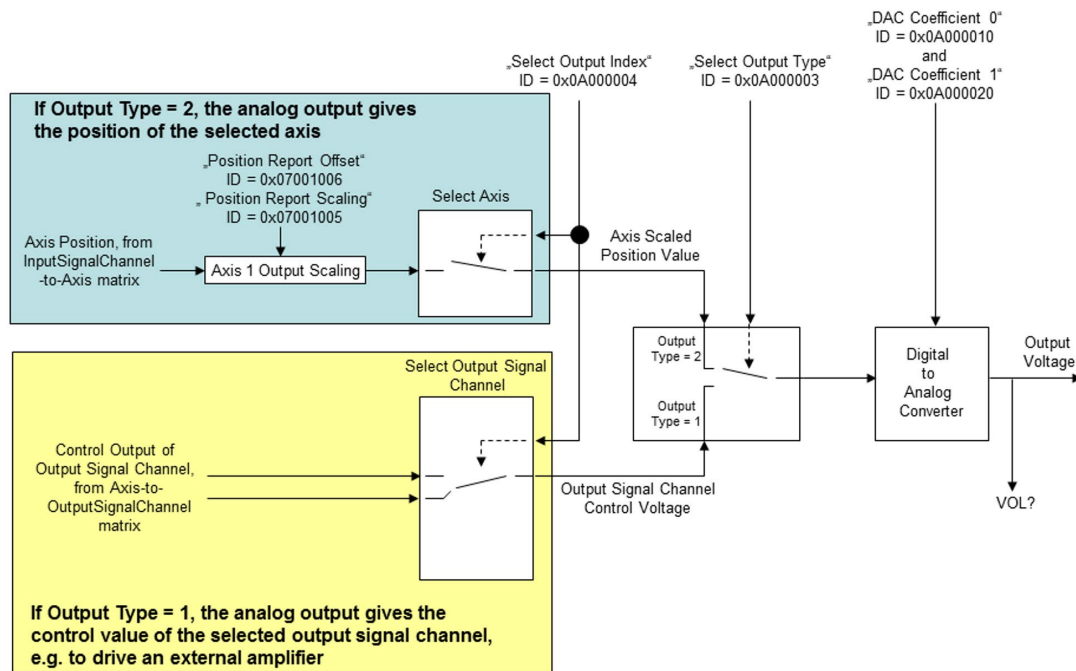 „DAC Coefficient 0“
ID = 0x0A000010
and
„DAC Coefficient 1“
ID = 0x0A000020
„Select Output Index“
ID = 0x0A000004
„Select Output Type“
ID = 0x0A000003
If Output Type = 2, the analog output gives
the position of the selected axis
„Position Report Offset“
ID = 0x07001006
„ Position Report Scaling“
ID = 0x07001005
Select Axis
Axis Position, from
InputSignalChannel
-to-Axis matrix
Axis 1 Output Scaling
Axis Scaled
Position Value
Output
Type = 2
Output
Type = 1
Digital
to
Analog
Converter
Output
Voltage
VOL?
Select Output Signal
Channel
Control Output of
Output Signal Channel,
from Axis-to-
OutputSignalChannel
matrix
Output Signal Channel
Control Voltage
If Output Type = 1, the analog output gives the
control value of the selected output signal channel,
e.g. to drive an external amplifier